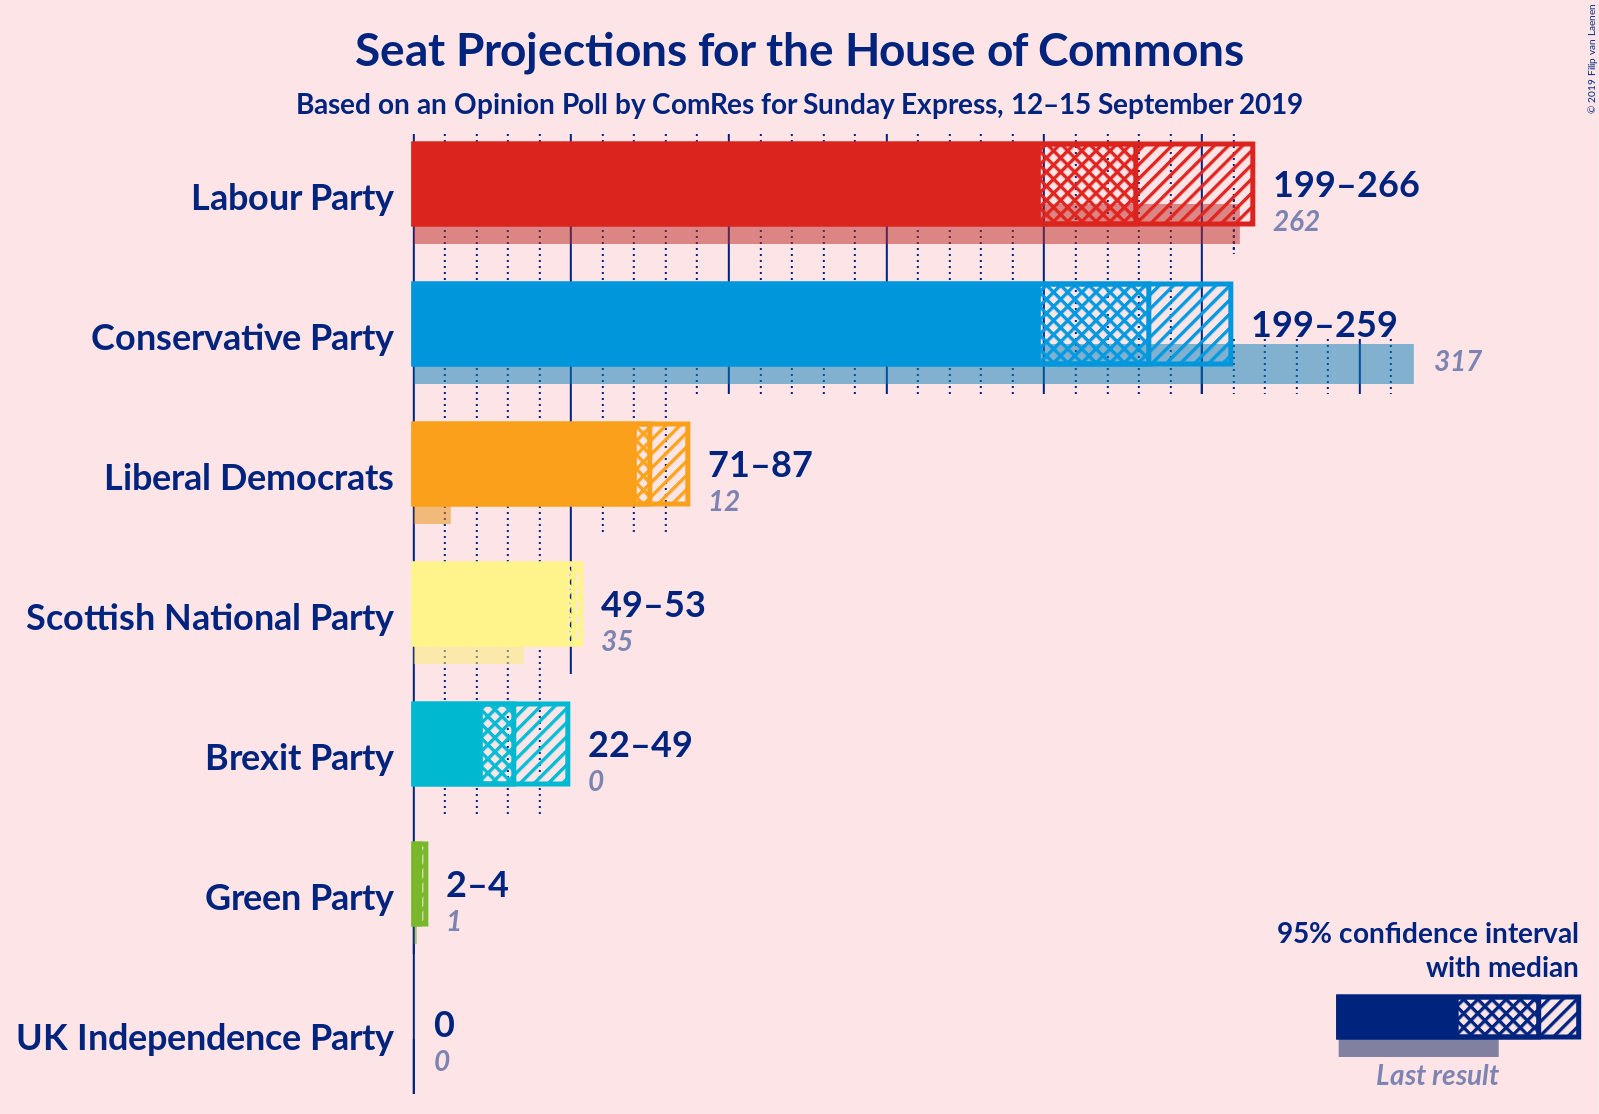 Seat Projections for the House of Commons
Based on an Opinion Poll by ComRes for Sunday Express, 12–15 September 2019
© 2019 Filip van Laenen
Labour Party
199–266
262
Conservative Party
199–259
317
Liberal Democrats
71–87
12
Scottish National Party
49–53
35
Brexit Party
22–49
0
Green Party
2–4
1
UK Independence Party
0
0
95% confidence interval
with median
Last result